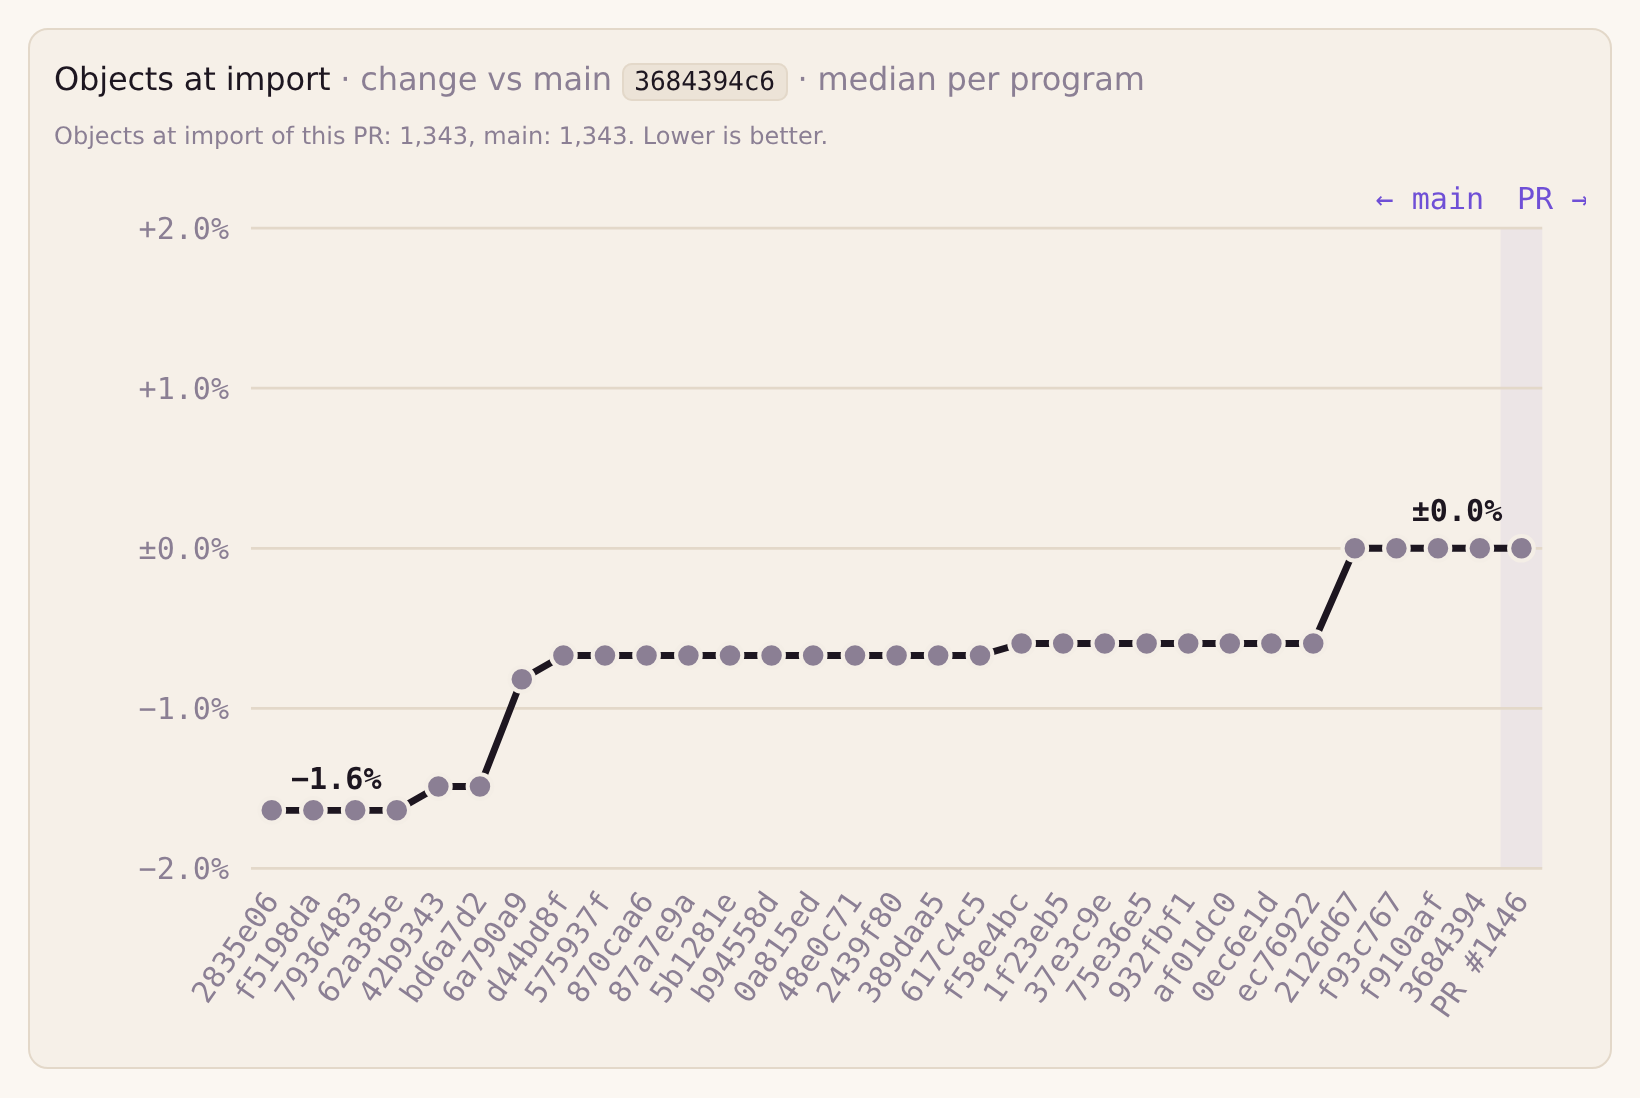 Objects at import · change vs main 3684394c6 · median per program
Objects at import of this PR: 1,343, main: 1,343. Lower is better.
← main PR →
+2.0%
+1.0%
±0.0%
−1.0%
−2.0%
±0.0%
−1.6%
2835e06
f5198da
7936483
62a385e
42b9343
bd6a7d2
6a790a9
d44bd8f
575937f
870caa6
87a7e9a
5b1281e
b94558d
0a815ed
48e0c71
2439f80
389daa5
617c4c5
f58e4bc
1f23eb5
37e3c9e
75e36e5
932fbf1
af01dc0
0ec6e1d
ec76922
2126d67
f93c767
f910aaf
3684394
PR #1446